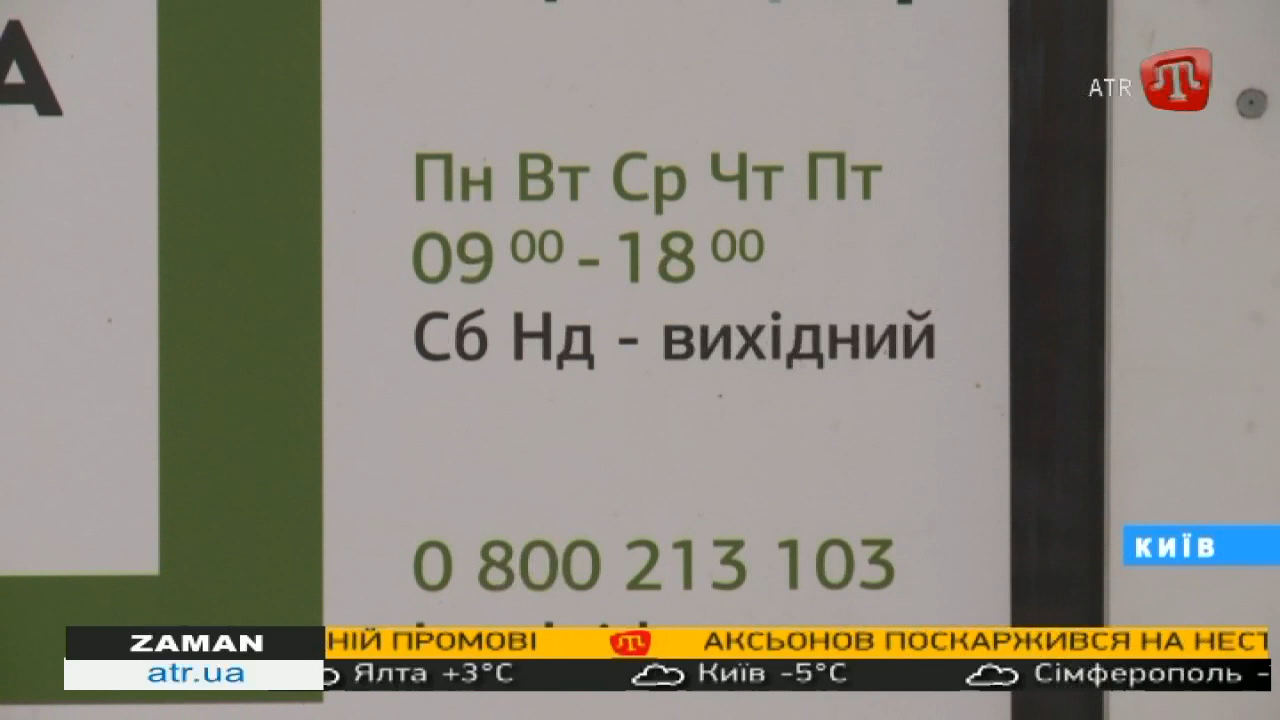 А
ATR
Пн Вт Ср Чт Пт
09 00 - 18 00
Сб Нд - вихідний
0 800 213 103
КИЇВ
ZAMAN
НІЙ ПРОМОВІ АКСЬОНОВ ПОСКАРЖИВСЯ НА НЕСТ
atr.ua
Ялта +3°C Київ -5°C Сімферополь -